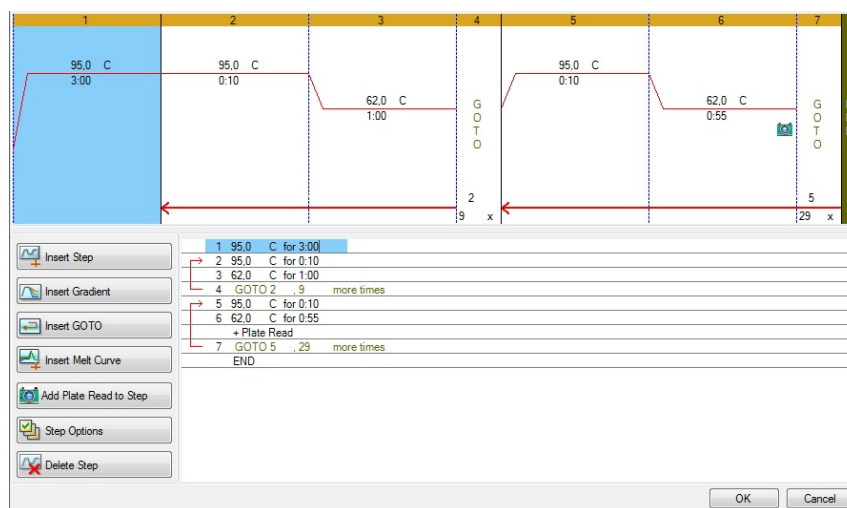 1 2 3 4 5 6 7
95,0 C 95,0 C 95,0 C
3:00 0:10 0:10
62,0 C 62,0 C
1:00 0:55
GOTO GOTO
2 5
9 x 29 x
Insert Step
Insert Gradient
Insert GOTO
Insert Melt Curve
Add Plate Read to Step
Step Options
Delete Step
1 95,0 C for 3:00
2 95,0 C for 0:10
3 62,0 C for 1:00
4 GOTO 2 , 9 more times
5 95,0 C for 0:10
6 62,0 C for 0:55
+ Plate Read
7 GOTO 5 , 29 more times
END
OK Cancel